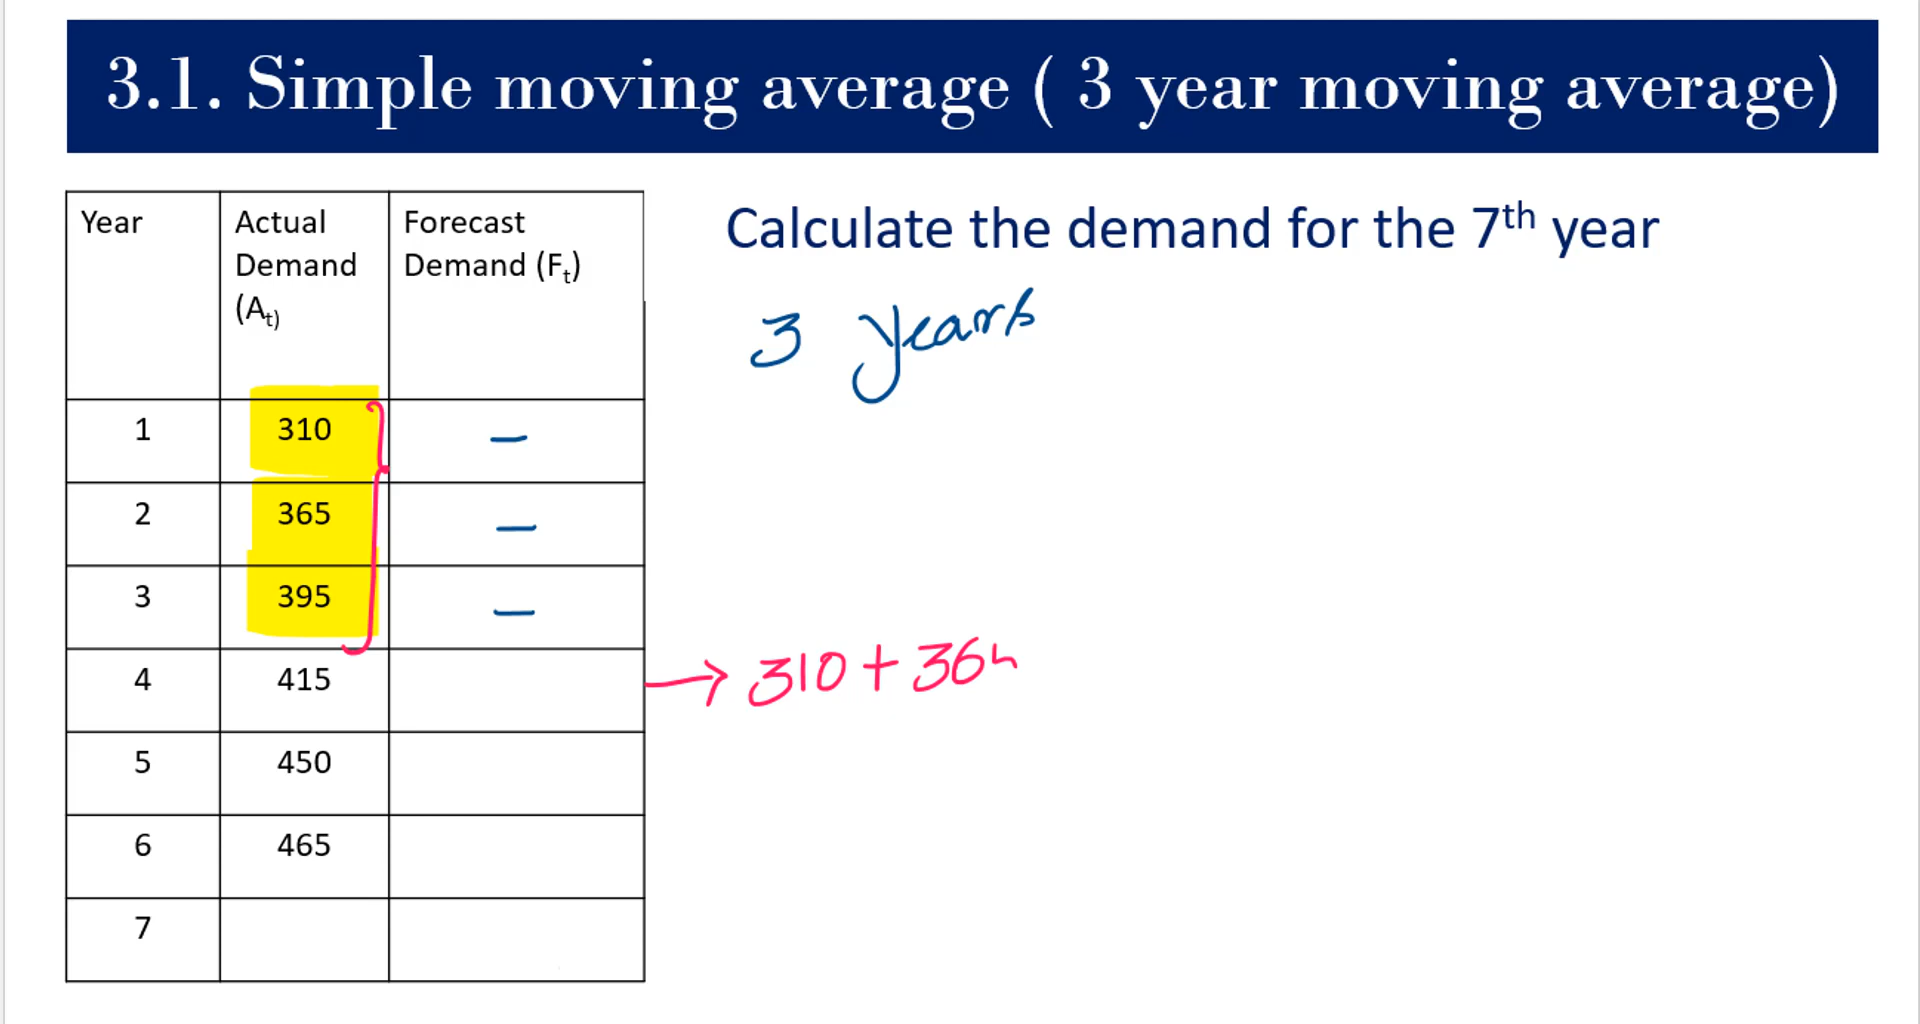 3.1. Simple moving average ( 3 year moving average)
Calculate the demand for the 7th year
3 years
Year Actual Demand (At) Forecast Demand (Ft)
1 310 —
2 365 —
3 395 —
4 415 → 310 + 36
5 450
6 465
7